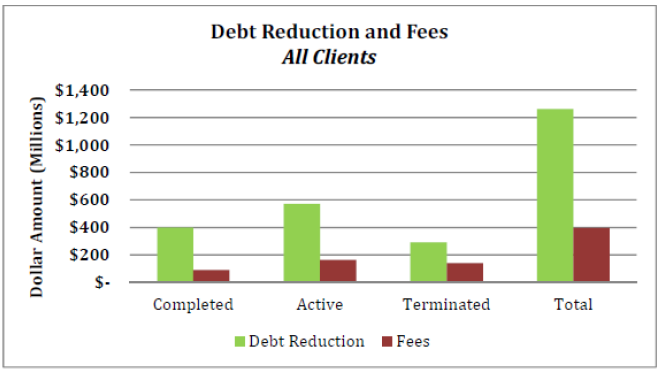 Debt Reduction and Fees
All Clients
Dollar Amount (Millions)
$1,400
$1,200
$1,000
$800
$600
$400
$200
$-
Completed Active Terminated Total
Debt Reduction Fees